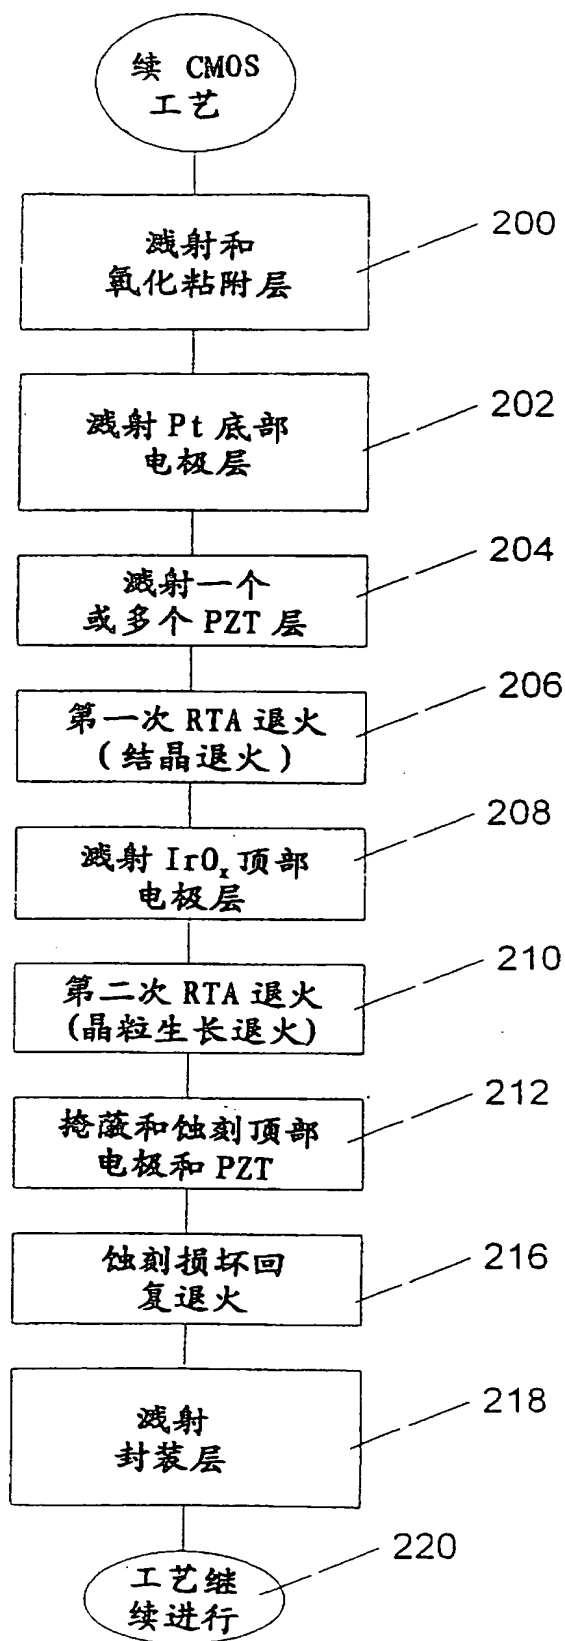 续 CMOS
工艺
溅射和
氧化粘附层
200
溅射 Pt 底部
电极层
202
溅射一个
或多个 PZT 层
204
第一次 RTA 退火
(结晶退火)
206
溅射 IrOx 顶部
电极层
208
第二次 RTA 退火
(晶粒生长退火)
210
掩蔽和蚀刻顶部
电极和 PZT
212
蚀刻损坏回
复退火
216
溅射
封装层
218
工艺继
续进行
220